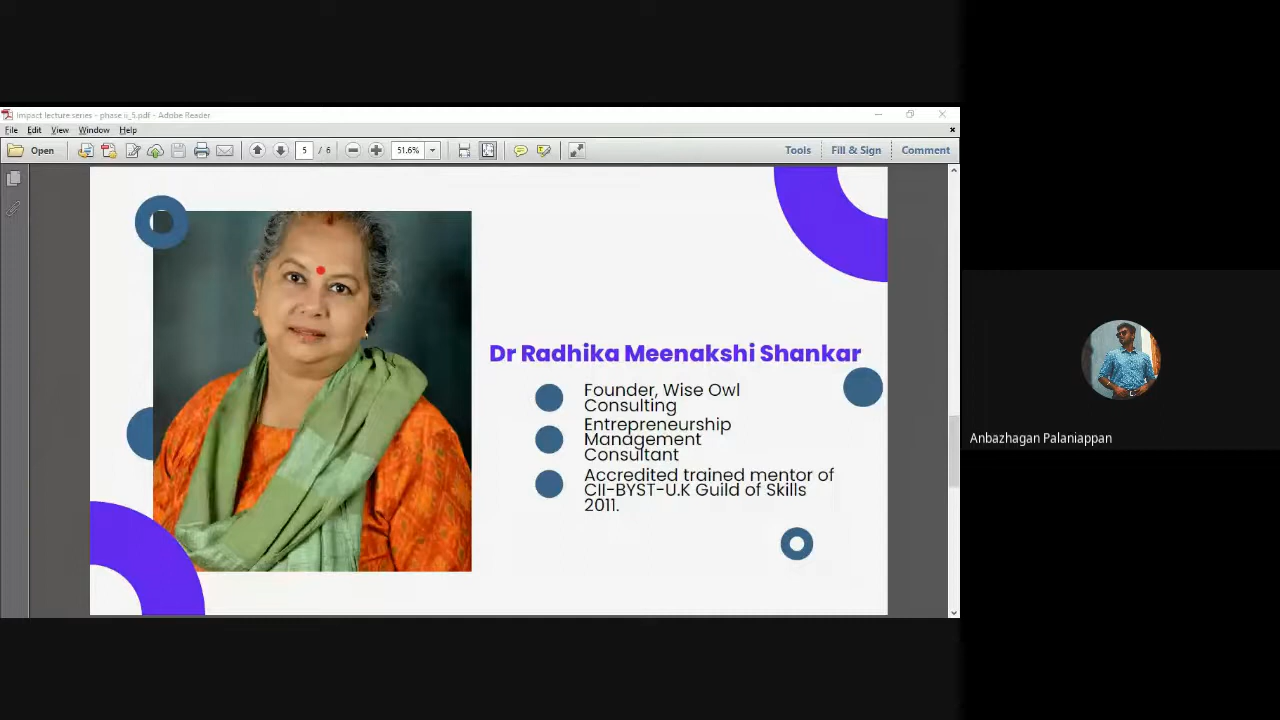 Impact lecture series - phase ii_5.pdf - Adobe Reader
File Edit View Window Help
Open 5 / 6 51.6% Tools Fill & Sign Comment
Dr Radhika Meenakshi Shankar
Founder, Wise Owl
Consulting
Entrepreneurship
Management
Consultant
Accredited trained mentor of
CII-BYST-U.K Guild of Skills
2011.
Anbazhagan Palaniappan